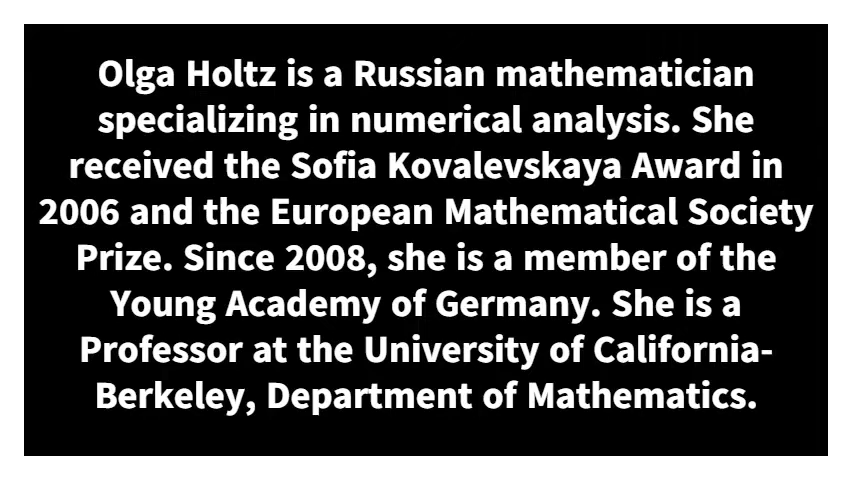 Olga Holtz is a Russian mathematician
specializing in numerical analysis. She
received the Sofia Kovalevskaya Award in
2006 and the European Mathematical Society
Prize. Since 2008, she is a member of the
Young Academy of Germany. She is a
Professor at the University of California-
Berkeley, Department of Mathematics.